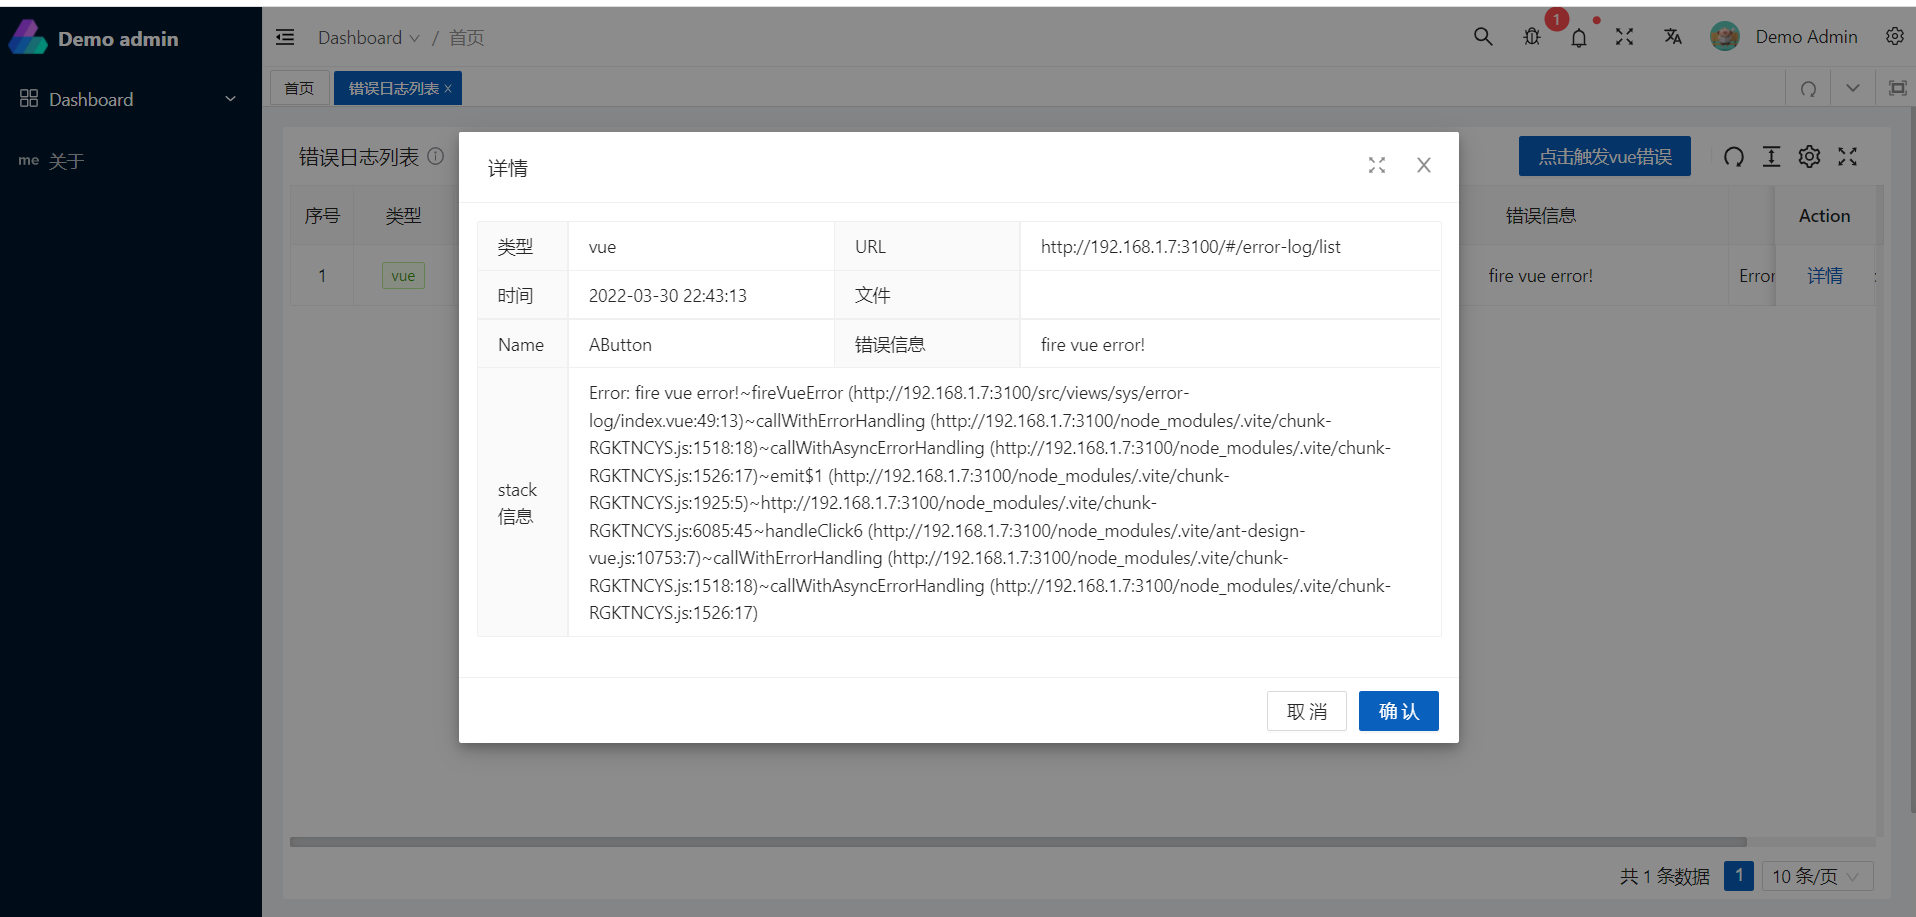 Demo admin
Dashboard
me 关于
Dashboard / 首页
1
Demo Admin
首页
错误日志列表 ×
错误日志列表
点击触发vue错误
序号 类型 错误信息 Action
1 vue fire vue error! Error 详情
详情
类型 vue URL http://192.168.1.7:3100/#/error-log/list
时间 2022-03-30 22:43:13 文件
Name AButton 错误信息 fire vue error!
stack
信息
Error: fire vue error!~fireVueError (http://192.168.1.7:3100/src/views/sys/error-
log/index.vue:49:13)~callWithErrorHandling (http://192.168.1.7:3100/node_modules/.vite/chunk-
RGKTNCYS.js:1518:18)~callWithAsyncErrorHandling (http://192.168.1.7:3100/node_modules/.vite/chunk-
RGKTNCYS.js:1526:17)~emit$1 (http://192.168.1.7:3100/node_modules/.vite/chunk-
RGKTNCYS.js:1925:5)~http://192.168.1.7:3100/node_modules/.vite/chunk-
RGKTNCYS.js:6085:45~handleClick6 (http://192.168.1.7:3100/node_modules/.vite/ant-design-
vue.js:10753:7)~callWithErrorHandling (http://192.168.1.7:3100/node_modules/.vite/chunk-
RGKTNCYS.js:1518:18)~callWithAsyncErrorHandling (http://192.168.1.7:3100/node_modules/.vite/chunk-
RGKTNCYS.js:1526:17)
取 消 确 认
共 1 条数据 1 10 条/页